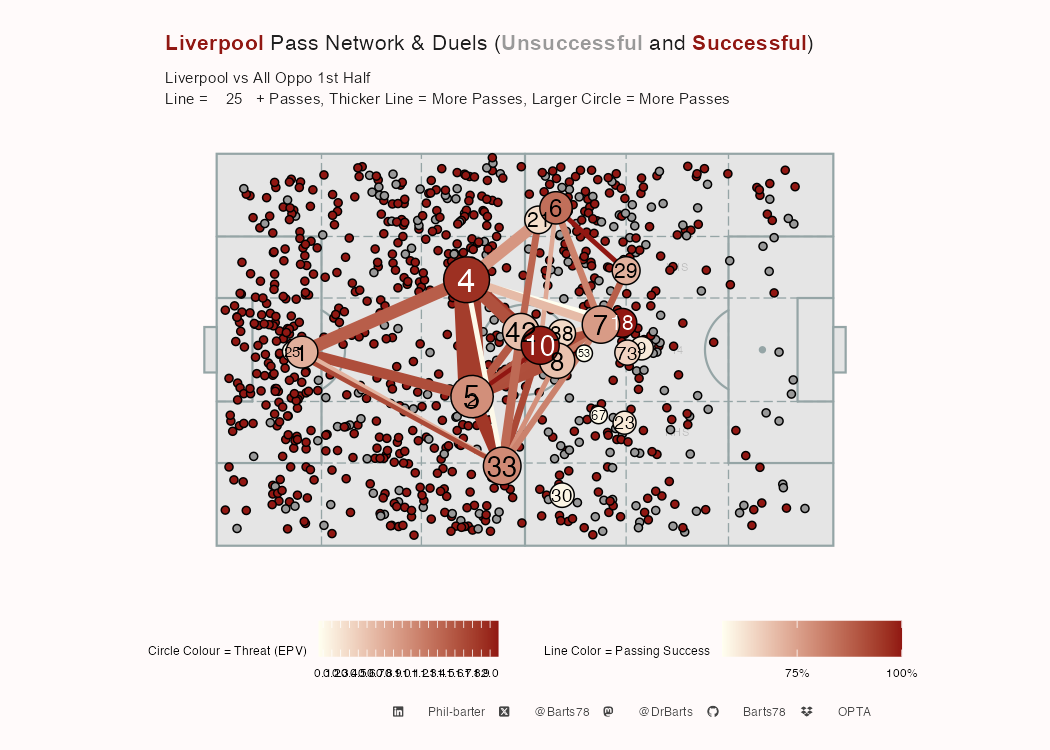 Liverpool Pass Network & Duels (Unsuccessful and Successful)
Liverpool vs All Oppo 1st Half
Line = 25 + Passes, Thicker Line = More Passes, Larger Circle = More Passes
6
29
4
42
38
7
18
10
53
73
9
8
1
5
67
23
33
30
Circle Colour = Threat (EPV)
Line Color = Passing Success
75%
100%
Phil-barter
@Barts78
@DrBarts
Barts78
OPTA